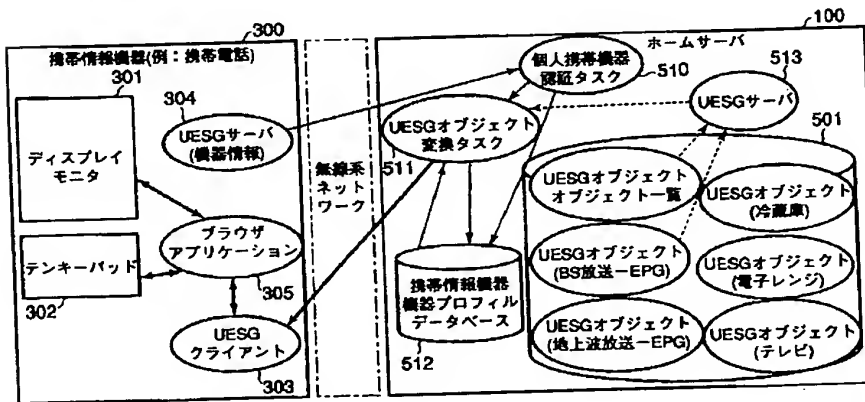 300
携帯情報機器(例：携帯電話)
301
ディスプレイ
モニタ
304
UESGサーバ
(機器情報)
テンキーパッド
302
ブラウザ
アプリケーション
305
UESG
クライアント
303
無線系
ネット
ワーク
100
ホームサーバ
個人携帯機器
認証タスク
510
513
UESGサーバ
UESGオブジェクト
変換タスク
511
501
携帯情報機器
機器プロフィル
データベース
512
UESGオブジェクト
オブジェクト一覧
UESGオブジェクト
(冷蔵庫)
UESGオブジェクト
(BS放送－EPG)
UESGオブジェクト
(電子レンジ)
UESGオブジェクト
(地上波放送－EPG)
UESGオブジェクト
(テレビ)